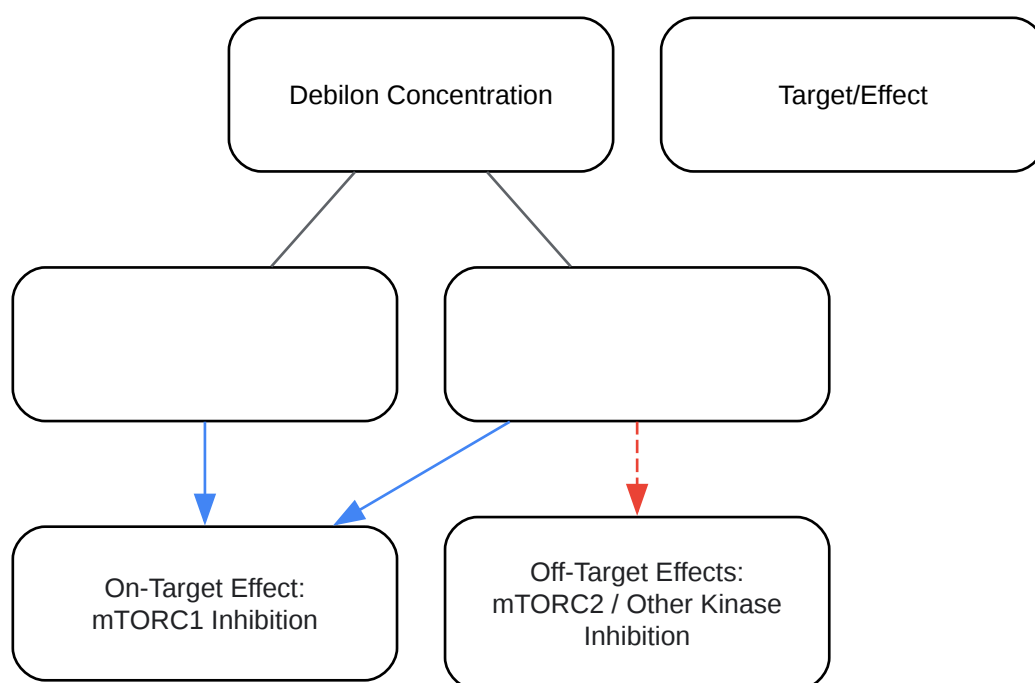 Debilon Concentration
Target/Effect
On-Target Effect:
mTORC1 Inhibition
Off-Target Effects:
mTORC2 / Other Kinase
Inhibition